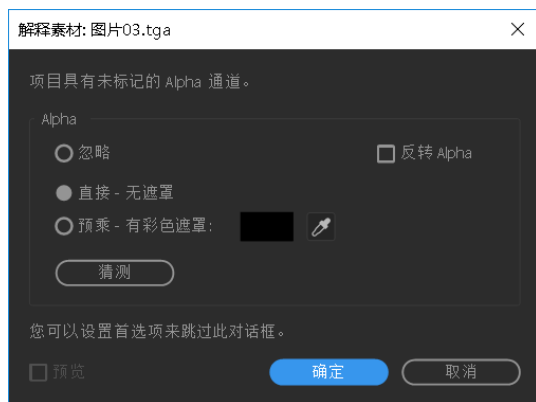 解释素材: 图片03.tga
项目具有未标记的 Alpha 通道。
Alpha
忽略
反转 Alpha
直接 - 无遮罩
预乘 - 有彩色遮罩:
猜测
您可以设置首选项来跳过此对话框。
预览
确定
取消